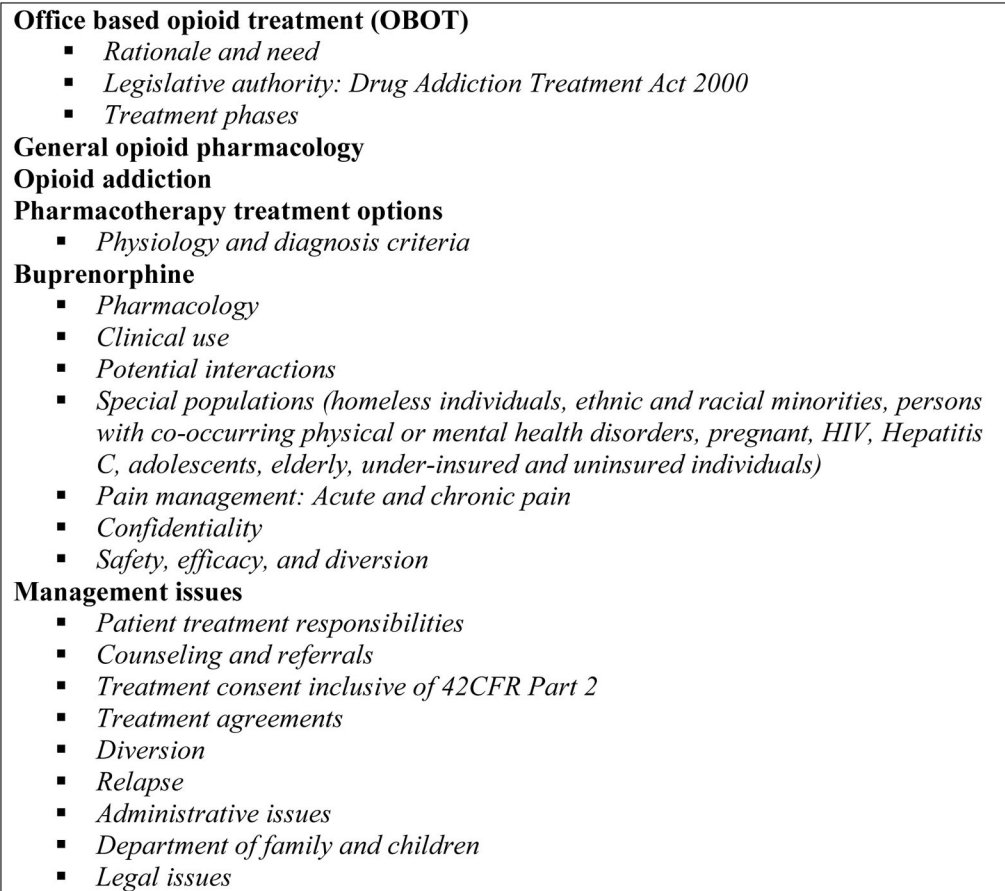 Office based opioid treatment (OBOT)
▪ Rationale and need
▪ Legislative authority: Drug Addiction Treatment Act 2000
▪ Treatment phases
General opioid pharmacology
Opioid addiction
Pharmacotherapy treatment options
▪ Physiology and diagnosis criteria
Buprenorphine
▪ Pharmacology
▪ Clinical use
▪ Potential interactions
▪ Special populations (homeless individuals, ethnic and racial minorities, persons
with co-occurring physical or mental health disorders, pregnant, HIV, Hepatitis
C, adolescents, elderly, under-insured and uninsured individuals)
▪ Pain management: Acute and chronic pain
▪ Confidentiality
▪ Safety, efficacy, and diversion
Management issues
▪ Patient treatment responsibilities
▪ Counseling and referrals
▪ Treatment consent inclusive of 42CFR Part 2
▪ Treatment agreements
▪ Diversion
▪ Relapse
▪ Administrative issues
▪ Department of family and children
▪ Legal issues